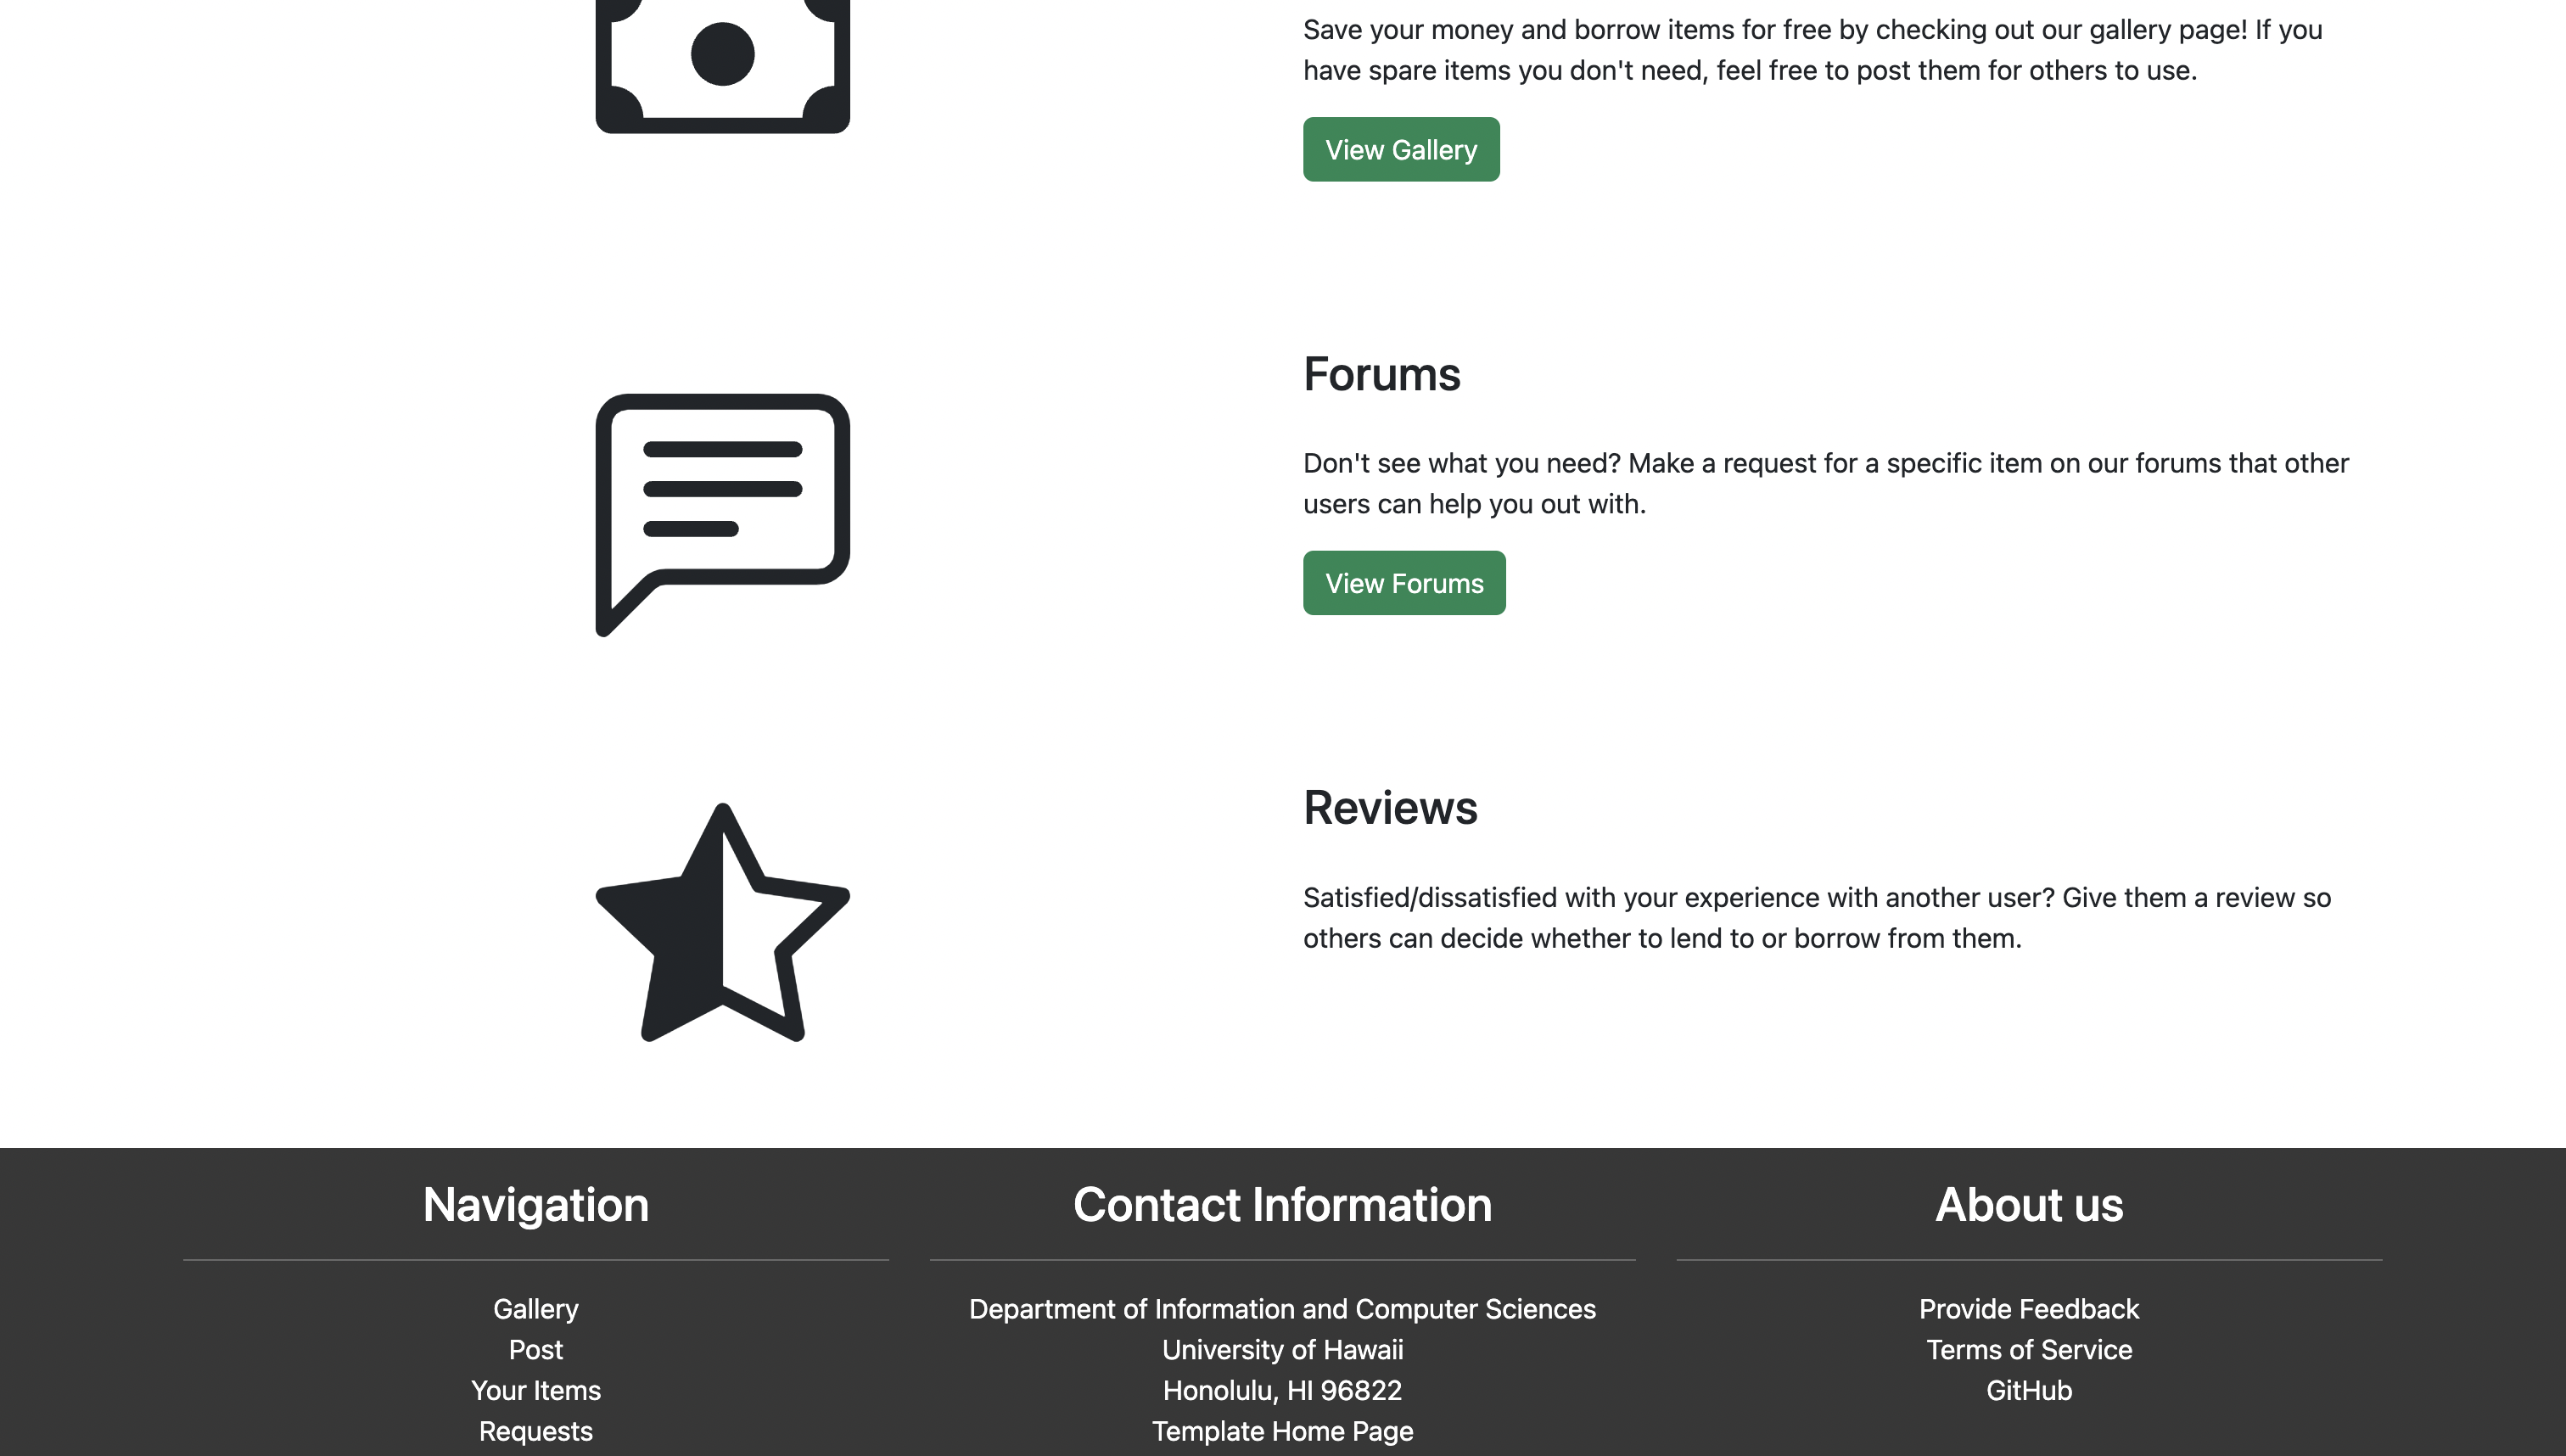 Save your money and borrow items for free by checking out our gallery page! If you
have spare items you don't need, feel free to post them for others to use.
View Gallery
Forums
Don't see what you need? Make a request for a specific item on our forums that other
users can help you out with.
View Forums
Reviews
Satisfied/dissatisfied with your experience with another user? Give them a review so
others can decide whether to lend to or borrow from them.
Navigation
Gallery
Post
Your Items
Requests
Contact Information
Department of Information and Computer Sciences
University of Hawaii
Honolulu, HI 96822
Template Home Page
About us
Provide Feedback
Terms of Service
GitHub